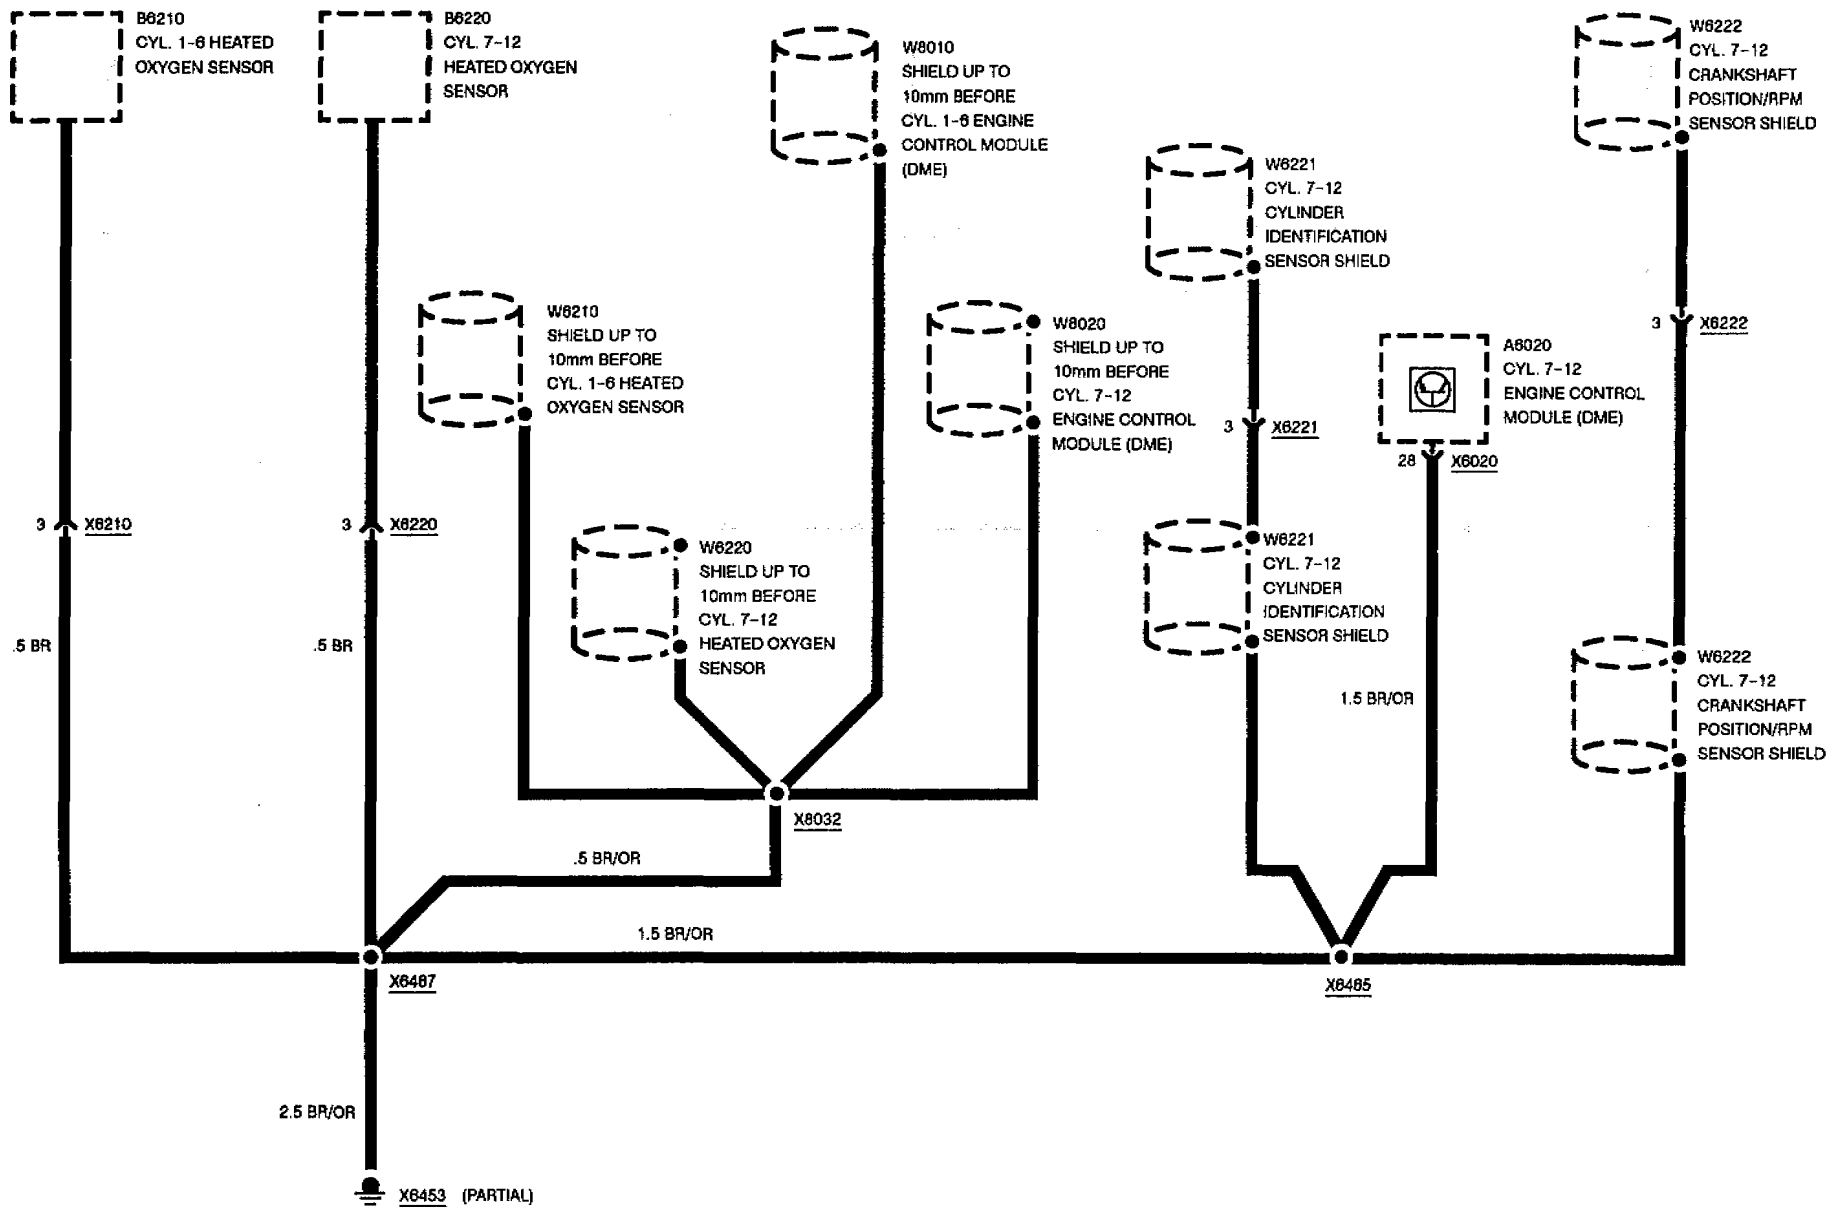 B6210
CYL. 1-6 HEATED
OXYGEN SENSOR
B6220
CYL. 7-12
HEATED OXYGEN
SENSOR
W8010
SHIELD UP TO
10mm BEFORE
CYL. 1-6 ENGINE
CONTROL MODULE
(DME)
W6222
CYL. 7-12
CRANKSHAFT
POSITION/RPM
SENSOR SHIELD
W6221
CYL. 7-12
CYLINDER
IDENTIFICATION
SENSOR SHIELD
W6210
SHIELD UP TO
10mm BEFORE
CYL. 1-6 HEATED
OXYGEN SENSOR
W8020
SHIELD UP TO
10mm BEFORE
CYL. 7-12
ENGINE CONTROL
MODULE (DME)
3 X6222
A6020
CYL. 7-12
ENGINE CONTROL
MODULE (DME)
3 X6221
28 X6020
3 X6210
3 X6220
W6220
SHIELD UP TO
10mm BEFORE
CYL. 7-12
HEATED OXYGEN
SENSOR
W6221
CYL. 7-12
CYLINDER
IDENTIFICATION
SENSOR SHIELD
.5 BR
.5 BR
1.5 BR/OR
W6222
CYL. 7-12
CRANKSHAFT
POSITION/RPM
SENSOR SHIELD
X8032
.5 BR/OR
1.5 BR/OR
X6467
X6465
2.5 BR/OR
X6453 (PARTIAL)